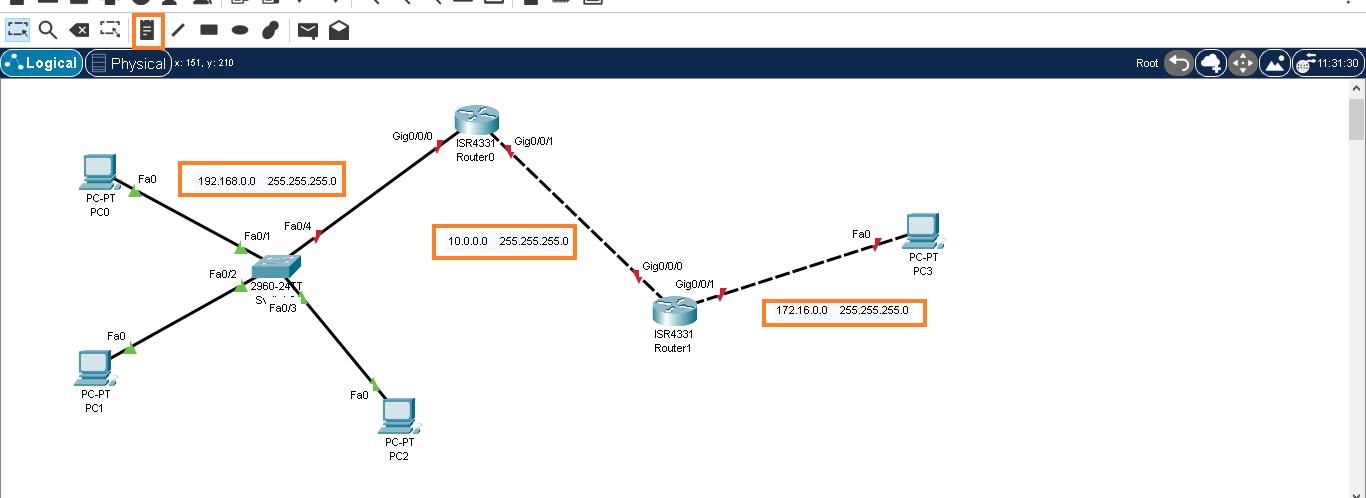 Logical Physical x: 151, y: 210 Root 11:31:30
Gig0/0/0
ISR4331
Router0
Gig0/0/1
Fa0
PC-PT
PC0
192.168.0.0 255.255.255.0
Fa0/4
Fa0/1
Fa0/2
2960-24TT
Fa0/3
10.0.0.0 255.255.255.0
Fa0
PC-PT
PC3
Gig0/0/0
Gig0/0/1
172.16.0.0 255.255.255.0
ISR4331
Router1
Fa0
PC-PT
PC1
Fa0
PC-PT
PC2